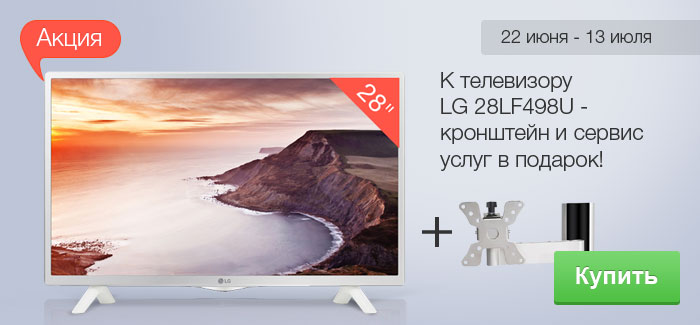 Акция
22 июня - 13 июля
28"
К телевизору
LG 28LF498U -
кронштейн и сервис
услуг в подарок!
+
LG
Купить